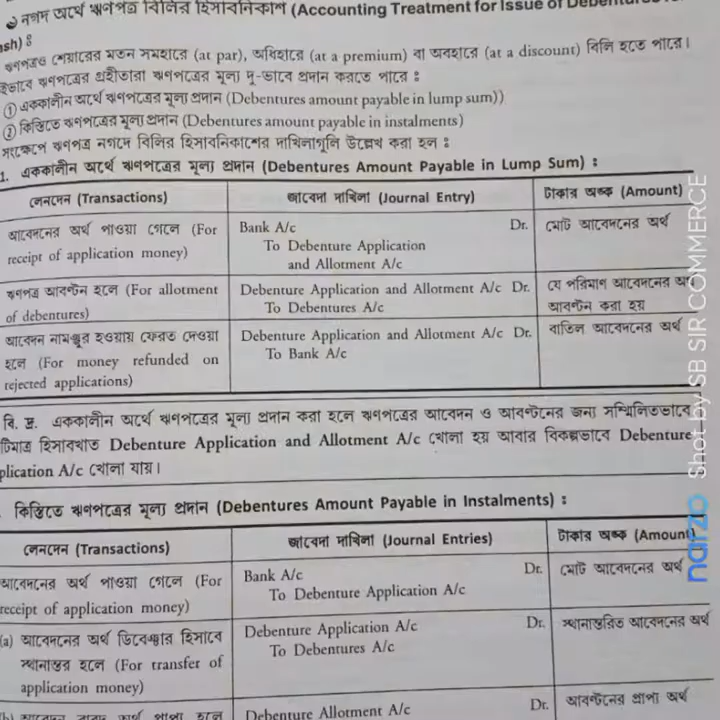 নগদ অর্থে ঋণপত্র বিলির হিসাবনিকাশ (Accounting Treatment for Issue of Debentures for
ash) :
ঋণপত্রও শেয়ারের মতন সমহারে (at par), অধিহারে (at a premium) বা অবহারে (at a discount) বিলি হতে পারে।
ইভাবে ঋণপত্রের গ্রহীতারা ঋণপত্রের মূল্য দু-ভাবে প্রদান করতে পারে :
① এককালীন অর্থে ঋণপত্রের মূল্য প্রদান (Debentures amount payable in lump sum))
② কিস্তিতে ঋণপত্রের মূল্য প্রদান (Debentures amount payable in instalments)
সংক্ষেপে ঋণপত্র নগদে বিলির হিসাবনিকাশের দাখিলাগুলি উল্লেখ করা হল :
1. এককালীন অর্থে ঋণপত্রের মূল্য প্রদান (Debentures Amount Payable in Lump Sum) :
লেনদেন (Transactions) জাবেদা দাখিলা (Journal Entry) টাকার অঙ্ক (Amount)
আবেদনের অর্থ পাওয়া গেলে (For
receipt of application money)
Bank A/c Dr.
To Debenture Application
and Allotment A/c
মোট আবেদনের অর্থ
ঋণপত্র আবণ্টন হলে (For allotment
of debentures)
Debenture Application and Allotment A/c Dr.
To Debentures A/c
যে পরিমাণ আবেদনের অ
আবণ্টন করা হয়
আবেদন নামঞ্জুর হওয়ায় ফেরত দেওয়া
হলে (For money refunded on
rejected applications)
Debenture Application and Allotment A/c Dr.
To Bank A/c
বাতিল আবেদনের অর্থ
বি. দ্র. এককালীন অর্থে ঋণপত্রের মূল্য প্রদান করা হলে ঋণপত্রের আবেদন ও আবণ্টনের জন্য সম্মিলিতভাবে
টিমাত্র হিসাবখাত Debenture Application and Allotment A/c খোলা হয় আবার বিকল্পভাবে Debenture
plication A/c খোলা যায়।
কিস্তিতে ঋণপত্রের মূল্য প্রদান (Debentures Amount Payable in Instalments) :
লেনদেন (Transactions) জাবেদা দাখিলা (Journal Entries) টাকার অঙ্ক (Amount)
আবেদনের অর্থ পাওয়া গেলে (For
receipt of application money)
Bank A/c Dr.
To Debenture Application A/c
মোট আবেদনের অর্থ
(a) আবেদনের অর্থ ডিবেঞ্চার হিসাবে
স্থানান্তর হলে (For transfer of
application money)
Debenture Application A/c Dr.
To Debentures A/c
স্থানান্তরিত আবেদনের অর্থ
Debenture Allotment A/c Dr.
আবণ্টনের প্রাপ্য অর্থ
narzo Shot by SB SIR COMMERCE